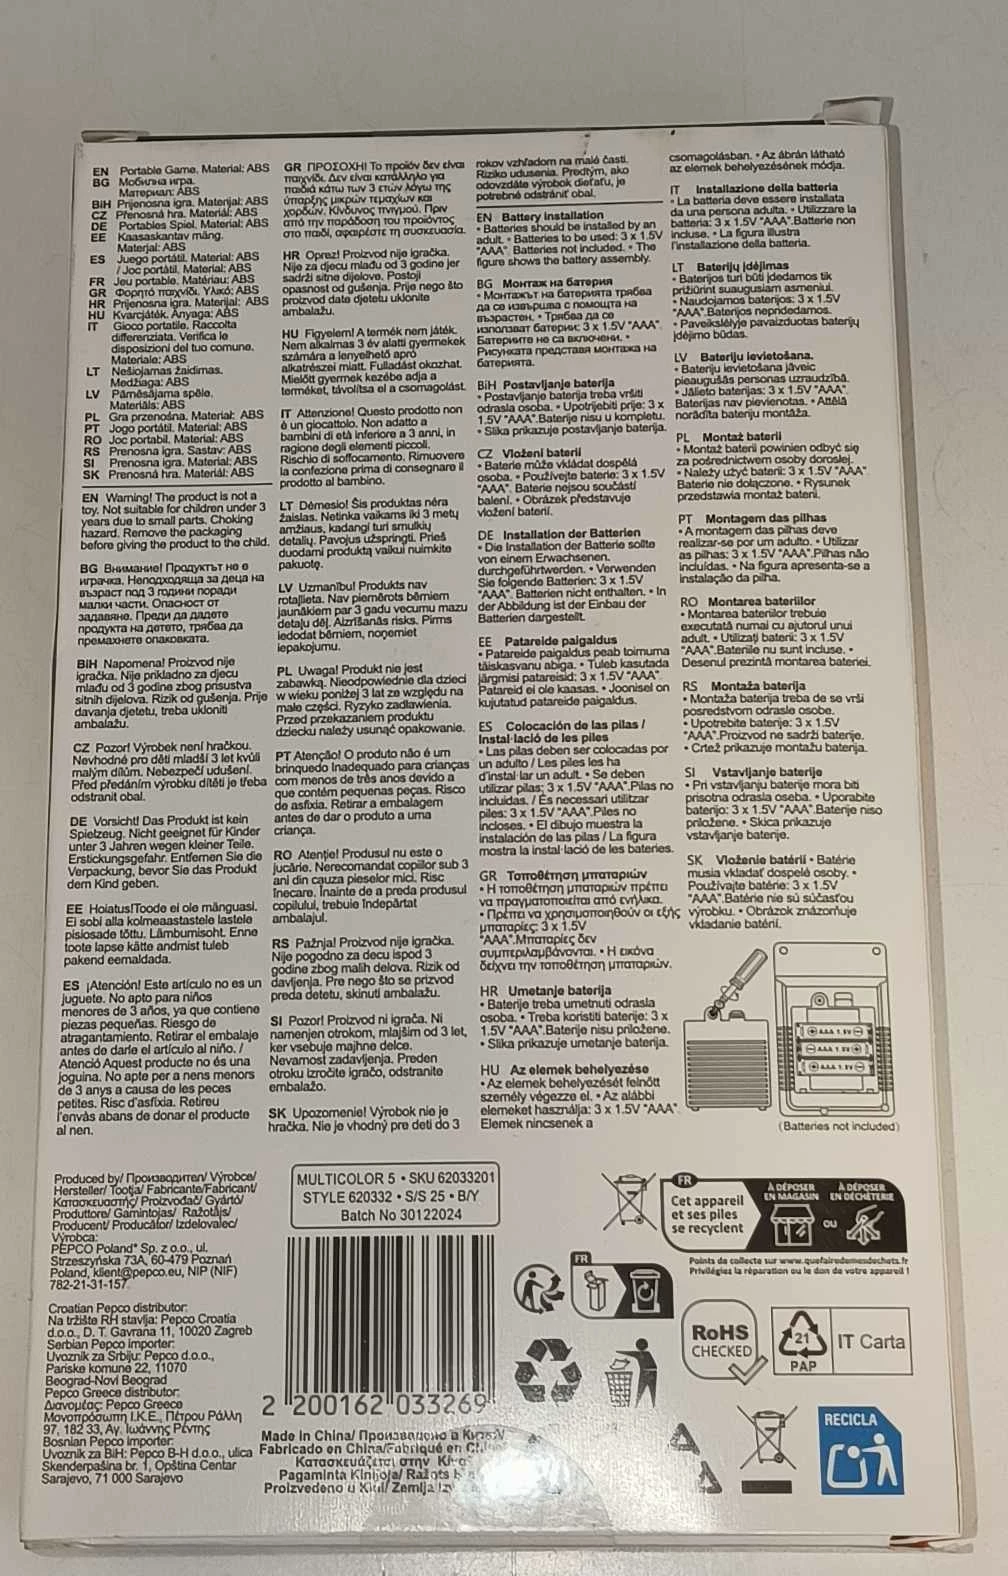 EN Portable Game. Material: ABS
BG Мобилна игра.
Материал: ABS
BiH Prijenosna igra. Materijal: ABS
CZ Přenosná hra. Materiál: ABS
DE Portables Spiel. Material: ABS
EE Kaasaskantav mäng.
Materjal: ABS
ES Juego portátil. Material: ABS
/ Joc portàtil. Material: ABS
FR Jeu portable. Matériau: ABS
GR Φορητό παιχνίδι. Υλικό: ABS
HR Prijenosna igra. Materijal: ABS
HU Kvarcjáték. Anyaga: ABS
IT Gioco portatile. Raccolta
differenziata. Verifica le
disposizioni del tuo comune.
Materiale: ABS
LT Nešiojamas žaidimas.
Medžiaga: ABS
LV Pārnēsājama spēle.
Materiāls: ABS
PL Gra przenośna. Materiał: ABS
PT Jogo portátil. Material: ABS
RO Joc portabil. Material: ABS
RS Prenosna igra. Sastav: ABS
SI Prenosna igra. Material: ABS
SK Prenosná hra. Materiál: ABS
EN Warning! The product is not a
toy. Not suitable for children under 3
years due to small parts. Choking
hazard. Remove the packaging
before giving the product to the child.
BG Внимание! Продуктът не е
играчка. Неподходяща за деца на
възраст под 3 години поради
малки части. Опасност от
задавяне. Преди да дадете
продукта на детето, трябва да
премахнете опаковката.
BiH Napomena! Proizvod nije
igračka. Nije prikladno za djecu
mlađu od 3 godine zbog prisustva
sitnih dijelova. Rizik od gušenja. Prije
davanja djetetu, treba ukloniti
ambalažu.
CZ Pozor! Výrobek není hračkou.
Nevhodné pro děti mladší 3 let kvůli
malým dílům. Nebezpečí udušení.
Před předáním výrobku dítěti je třeba
odstranit obal.
DE Vorsicht! Das Produkt ist kein
Spielzeug. Nicht geeignet für Kinder
unter 3 Jahren wegen kleiner Teile.
Erstickungsgefahr. Entfernen Sie die
Verpackung, bevor Sie das Produkt
dem Kind geben.
EE Hoiatus!Toode ei ole mänguasi.
Ei sobi alla kolmeaastastele lastele
pisiosade tõttu. Lämbumisoht. Enne
toote lapse kätte andmist tuleb
pakend eemaldada.
ES ¡Atención! Este artículo no es un
juguete. No apto para niños
menores de 3 años, ya que contiene
piezas pequeñas. Riesgo de
atragantamiento. Retirar el embalaje
antes de darle el artículo al niño. /
Atenció Aquest producte no és una
joguina. No apte per a nens menors
de 3 anys a causa de les peces
petites. Risc d'asfíxia. Retireu
l'envàs abans de donar el producte
al nen.
GR ΠΡΟΣΟΧΗ! Το προϊόν δεν είναι
παιχνίδι. Δεν είναι κατάλληλο για
παιδιά κάτω των 3 ετών λόγω της
ύπαρξης μικρών τεμαχίων και
χορδών. Κίνδυνος πνιγμού. Πριν
από την παράδοση του προϊόντος
στο παιδί, αφαιρέστε τη συσκευασία.
HR Oprez! Proizvod nije igračka.
Nije za djecu mlađu od 3 godine jer
sadrži sitne dijelove. Postoji
opasnost od gušenja. Prije nego što
proizvod date djetetu uklonite
ambalažu.
HU Figyelem! A termék nem játék.
Nem alkalmas 3 év alatti gyermekek
számára a lenyelhető apró
alkatrészei miatt. Fulladást okozhat.
Mielőtt gyermek kezébe adja a
terméket, távolítsa el a csomagolást.
IT Attenzione! Questo prodotto non
è un giocattolo. Non adatto a
bambini di età inferiore a 3 anni, in
ragione degli elementi piccoli.
Rischio di soffocamento. Rimuovere
la confezione prima di consegnare il
prodotto al bambino.
LT Dėmesio! Šis produktas nėra
žaislas. Netinka vaikams iki 3 metų
amžiaus, kadangi turi smulkių
detalių. Pavojus užspringti. Prieš
duodami produktą vaikui nuimkite
pakuotę.
LV Uzmanību! Produkts nav
rotaļlieta. Nav piemērots bērniem
jaunākiem par 3 gadu vecumu mazu
detaļu dēļ. Aizrīšanās risks. Pirms
iedodat bērniem, noņemiet
iepakojumu.
PL Uwaga! Produkt nie jest
zabawką. Nieodpowiednie dla dzieci
w wieku poniżej 3 lat ze względu na
małe części. Ryzyko zadławienia.
Przed przekazaniem produktu
dziecku należy usunąć opakowanie.
PT Atenção! O produto não é um
brinquedo Inadequado para crianças
com menos de três anos devido a
que contém pequenas peças. Risco
de asfixia. Retirar a embalagem
antes de dar o produto a uma
criança.
RO Atenție! Produsul nu este o
jucărie. Nerecomandat copiilor sub 3
ani din cauza pieselor mici. Risc
înecare. Înainte de a preda produsul
copilului, trebuie îndepărtat
ambalajul.
RS Pažnja! Proizvod nije igračka.
Nije pogodno za decu ispod 3
godine zbog malih delova. Rizik od
davljenja. Pre nego što se prizvod
preda detetu, skinuti ambalažu.
SI Pozor! Proizvod ni igrača. Ni
namenjen otrokom, mlajšim od 3 let,
ker vsebuje majhne delce.
Nevarnost zadavljenja. Preden
otroku izročite igračo, odstranite
embalažo.
SK Upozornenie! Výrobok nie je
hračka. Nie je vhodný pre deti do 3
rokov vzhľadom na malé časti.
Riziko udusenia. Predtým, ako
odovzdáte výrobok dieťaťu, je
potrebné odstrániť obal.
EN Battery installation
• Batteries should be installed by an
adult. • Batteries to be used: 3 x 1.5V
"AAA". Batteries not included. • The
figure shows the battery assembly.
BG Монтаж на батерия
• Монтажът на батерията трябва
да се извършва с помощта на
възрастен. • Трябва да се
използват батерии: 3 x 1.5V "AAA".
Батериите не са включени. •
Рисунката представя монтажа на
батерията.
BiH Postavljanje baterija
• Postavljanje baterija treba vršiti
odrasla osoba. • Upotrijebiti prije: 3 x
1.5V "AAA".Baterije nisu u kompletu.
• Slika prikazuje postavljanje baterija.
CZ Vložení baterií
• Baterie může vkládat dospělá
osoba. • Používejte baterie: 3 x 1.5V
"AAA". Baterie nejsou součástí
balení. • Obrázek představuje
vložení baterií.
DE Installation der Batterien
• Die Installation der Batterie sollte
von einem Erwachsenen.
durchgeführtwerden. • Verwenden
Sie folgende Batterien: 3 x 1.5V
"AAA". Batterien nicht enthalten. • In
der Abbildung ist der Einbau der
Batterien dargestellt.
EE Patareide paigaldus
• Patareide paigaldus peab toimuma
täiskasvanu abiga. • Tuleb kasutada
järgmisi patareisid: 3 x 1.5V "AAA".
Patareid ei ole kaasas. • Joonisel on
kujutatud patareide paigaldus.
ES Colocación de las pilas /
Instal·lació de les piles
• Las pilas deben ser colocadas por
un adulto / Les piles les ha
d'instal·lar un adult. • Se deben
utilizar pilas: 3 x 1.5V "AAA".Pilas no
incluidas. / És necessari utilitzar
piles: 3 x 1.5V "AAA".Piles no
incloses. • El dibujo muestra la
instalación de las pilas / La figura
mostra la instal·lació de les bateries.
GR Τοποθέτηση μπαταριών
• Η τοποθέτηση μπαταριών πρέπει
να πραγματοποιείται από ενήλικα.
• Πρέπει να χρησιμοποιηθούν οι εξής
μπαταρίες: 3 x 1.5V
"AAA".Μπαταρίες δεν
συμπεριλαμβάνονται. • Η εικόνα
δείχνει την τοποθέτηση μπαταριών.
HR Umetanje baterija
• Baterije treba umetnuti odrasla
osoba. • Treba koristiti baterije: 3 x
1.5V "AAA".Baterije nisu priložene.
• Slika prikazuje umetanje baterija.
HU Az elemek behelyezése
• Az elemek behelyezését felnőtt
személy végezze el. • Az alábbi
elemeket használja: 3 x 1.5V "AAA".
Elemek nincsenek a
csomagolásban. • Az ábrán látható
az elemek behelyezésének módja.
IT Installazione della batteria
• La batteria deve essere installata
da una persona adulta. • Utilizzare la
batteria: 3 x 1.5V "AAA".Batterie non
incluse. • La figura illustra
l'installazione della batteria.
LT Baterijų įdėjimas
• Baterijos turi būti įdedamos tik
prižiūrint suaugusiam asmeniui.
• Naudojamos baterijos: 3 x 1.5V
"AAA".Baterijos nepridedamos.
• Paveikslėlyje pavaizduotas baterijų
įdėjimo būdas.
LV Bateriju ievietošana.
• Bateriju ievietošana jāveic
pieaugušās personas uzraudzībā.
• Jālieto baterijas: 3 x 1.5V "AAA".
Baterijas nav pievienotas. • Attēlā
norādīta bateriju montāža.
PL Montaż baterii
• Montaż baterii powinien odbyć się
za pośrednictwem osoby dorosłej.
• Należy użyć baterii: 3 x 1.5V "AAA".
Baterie nie dołączone. • Rysunek
przedstawia montaż baterii.
PT Montagem das pilhas
• A montagem das pilhas deve
realizar-se por um adulto. • Utilizar
as pilhas: 3 x 1.5V "AAA".Pilhas não
incluídas. • Na figura apresenta-se a
instalação da pilha.
RO Montarea bateriilor
• Montarea bateriilor trebuie
executată numai cu ajutorul unui
adult. • Utilizați baterii: 3 x 1.5V
"AAA".Bateriile nu sunt incluse. •
Desenul prezintă montarea bateriei.
RS Montaža baterija
• Montaža baterija treba de se vrši
posredstvom odrasle osobe.
• Upotrebite baterije: 3 x 1.5V
"AAA".Proizvod ne sadrži baterije.
• Crtež prikazuje montažu baterija.
SI Vstavljanje baterije
• Pri vstavljanju baterije mora biti
prisotna odrasla oseba. • Uporabite
baterijo: 3 x 1.5V "AAA".Baterije niso
priložene. • Skica prikazuje
vstavljanje baterije.
SK Vloženie batérií • Batérie
musia vkladať dospelé osoby. •
Používajte batérie: 3 x 1.5V
"AAA".Batérie nie sú súčasťou
výrobku. • Obrázok znázorňuje
vkladanie batérií.
AAA 1.5V
AAA 1.5V
AAA 1.5V
(Batteries not included)
Produced by/ Производител/ Výrobce/
Hersteller/ Tootja/ Fabricante/Fabricant/
Κατασκευαστής/ Proizvođač/ Gyártó/
Produttore/ Gamintojas/ Ražotājs/
Producent/ Producător/ Izdelovalec/
Výrobca:
PEPCO Poland* Sp. z o.o., ul.
Strzeszyńska 73A, 60-479 Poznań
Poland, klient@pepco.eu, NIP (NIF)
782-21-31-157
Croatian Pepco distributor:
Na tržište RH stavlja: Pepco Croatia
d.o.o., D. T. Gavrana 11, 10020 Zagreb
Serbian Pepco importer:
Uvoznik za Srbiju: Pepco d.o.o.,
Pariske komune 22, 11070
Beograd-Novi Beograd
Pepco Greece distributor:
Διανομέας: Pepco Greece
Μονοπρόσωπη Ι.Κ.Ε., Πέτρου Ράλλη
97, 182 33, Αγ. Ιωάννης Ρέντης
Bosnian Pepco importer:
Uvoznik za BiH: Pepco B-H d.o.o., ulica
Skenderpašina br. 1, Opština Centar
Sarajevo, 71 000 Sarajevo
MULTICOLOR 5 • SKU 62033201
STYLE 620332 • S/S 25 • B/Y
Batch No 30122024
2 200162 033269
Made in China/ Произведено в
Fabricado en China/Fabriqué en
Κατασκευάζεται στην
Pagaminta Kinijoja/ Ražots
Proizvedeno u Kini/ Zemlja
FR
Cet appareil
et ses piles
se recyclent
À DÉPOSER
EN MAGASIN
OU
À DÉPOSER
EN DÉCHÈTERIE
Points de collecte sur www.quefairedemesdechets.fr
Privilégiez la réparation ou le don de votre appareil !
FR
RoHS
CHECKED
21
PAP
IT Carta
RECICLA